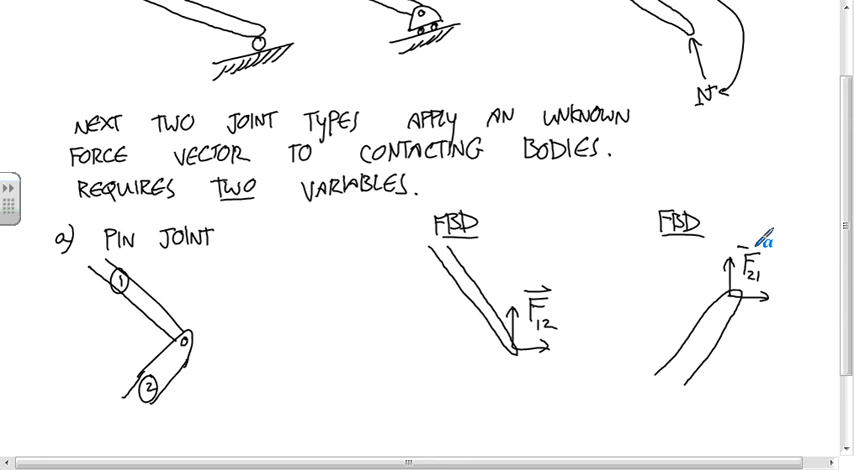 N
NEXT TWO JOINT TYPES APPLY AN UNKNOWN
FORCE VECTOR TO CONTACTING BODIES.
REQUIRES TWO VARIABLES.
a) PIN JOINT
FBD
FBD
1
2
F12
F21